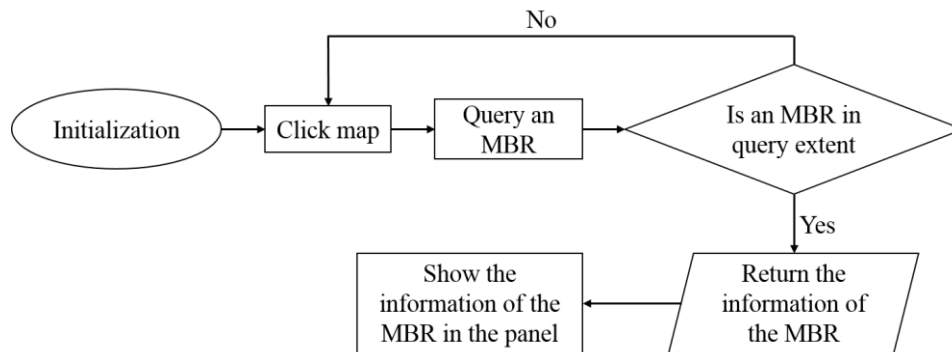 No
Initialization
Click map
Query an
MBR
Is an MBR in
query extent
Yes
Show the
information of the
MBR in the panel
Return the
information of
the MBR